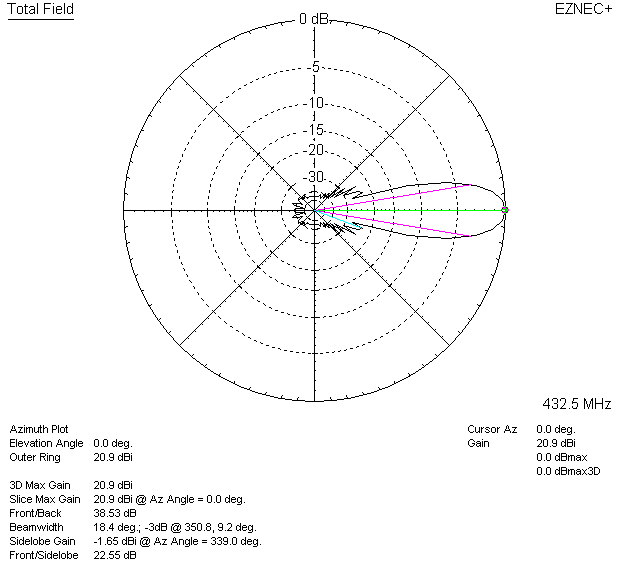 Total Field
EZNEC+
0 dB
-5
-10
-15
-20
-30
432.5 MHz
Azimuth Plot
Elevation Angle 0.0 deg.
Outer Ring 20.9 dBi
Cursor Az 0.0 deg.
Gain 20.9 dBi
0.0 dBmax
0.0 dBmax3D
3D Max Gain 20.9 dBi
Slice Max Gain 20.9 dBi @ Az Angle = 0.0 deg.
Front/Back 38.53 dB
Beamwidth 18.4 deg.; -3dB @ 350.8, 9.2 deg.
Sidelobe Gain -1.65 dBi @ Az Angle = 339.0 deg.
Front/Sidelobe 22.55 dB